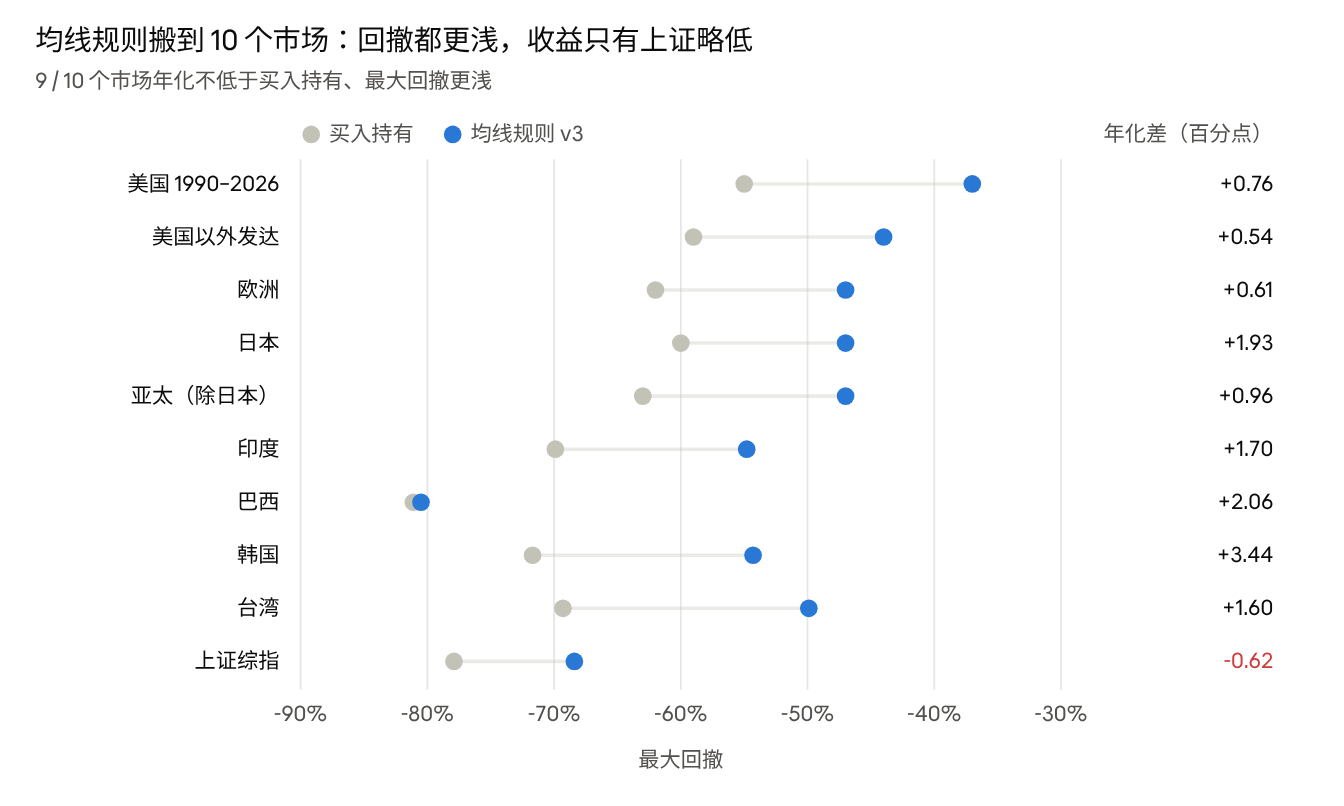 均线规则搬到 10 个市场：回撤都更浅，收益只有上证略低
9 / 10 个市场年化不低于买入持有、最大回撤更浅
买入持有 均线规则 v3 年化差（百分点）
美国 1990–2026 +0.76
美国以外发达 +0.54
欧洲 +0.61
日本 +1.93
亚太（除日本） +0.96
印度 +1.70
巴西 +2.06
韩国 +3.44
台湾 +1.60
上证综指 -0.62
-90% -80% -70% -60% -50% -40% -30%
最大回撤